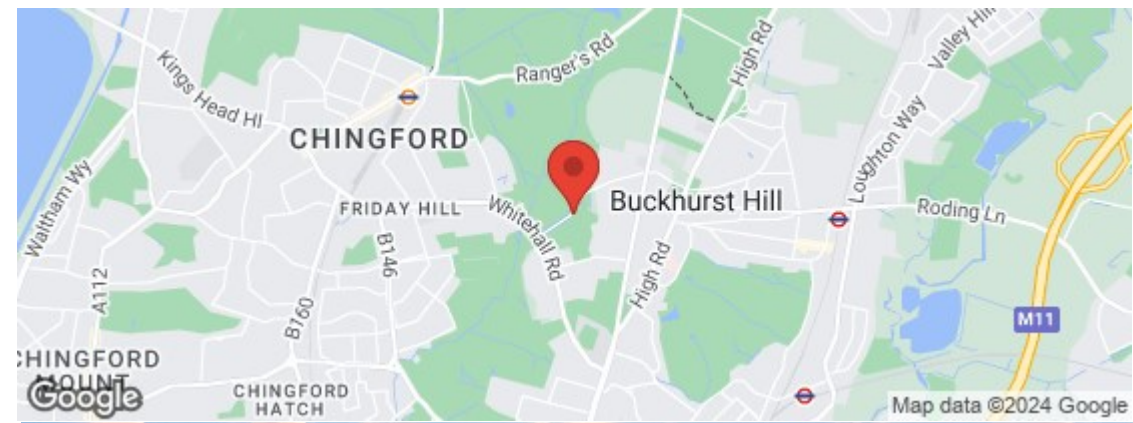 Ranger's Rd
High Rd
Valley Hill
Kings Head Hl
CHINGFORD
Loughton Way
Waltham Wy
FRIDAY HILL
Whitehall Rd
Buckhurst Hill
Roding Ln
B146
A112
High Rd
B160
M11
CHINGFORD
MOUNT
Google
CHINGFORD
HATCH
Map data ©2024 Google